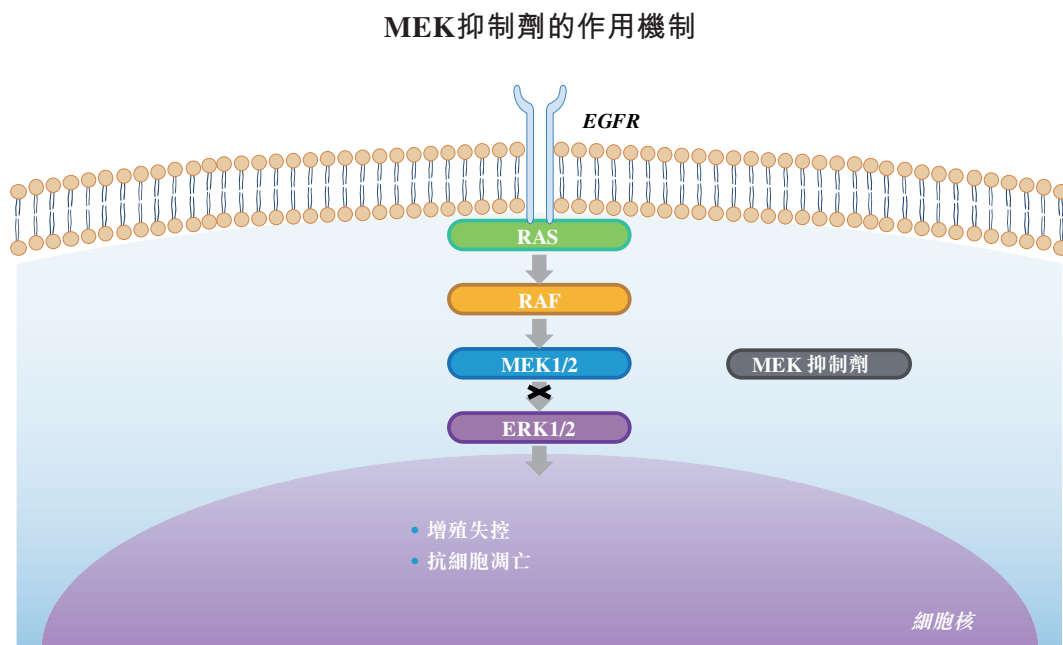 MEK抑制劑的作用機制
EGFR
RAS
RAF
MEK1/2
MEK 抑制劑
ERK1/2
• 增殖失控
• 抗細胞凋亡
細胞核